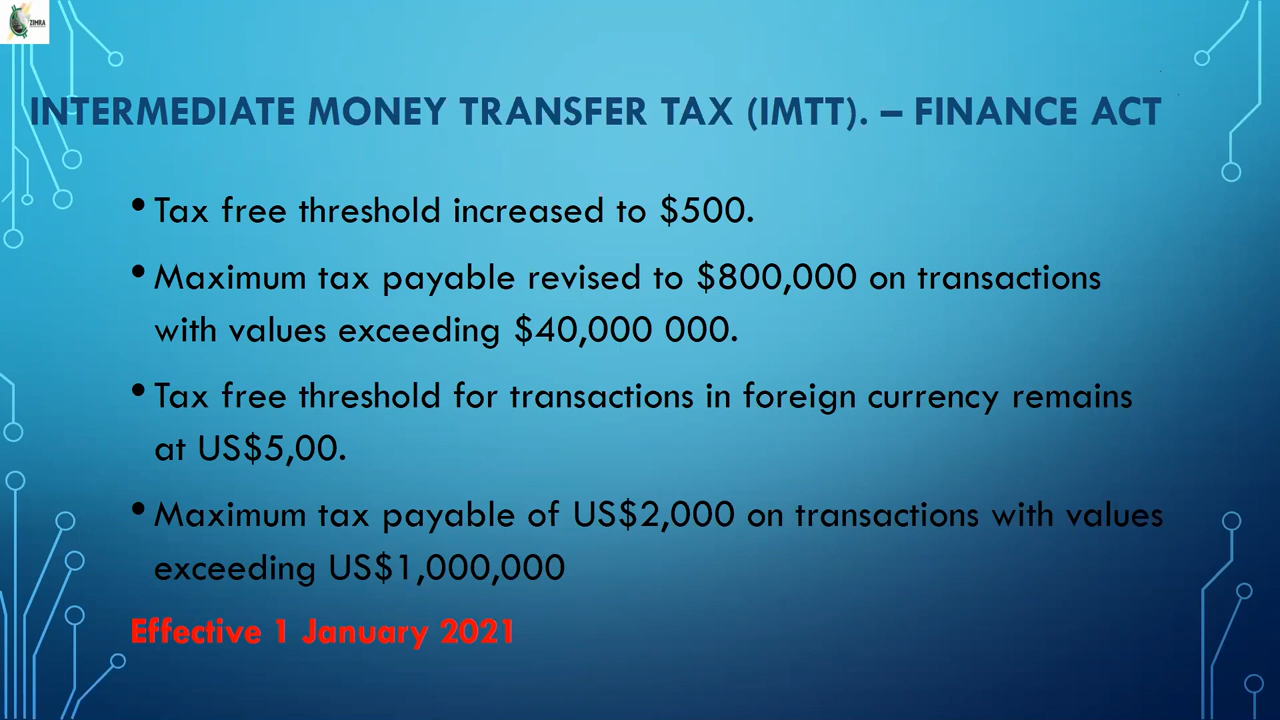 ZIMRA
INTERMEDIATE MONEY TRANSFER TAX (IMTT). – FINANCE ACT
• Tax free threshold increased to $500.
• Maximum tax payable revised to $800,000 on transactions
with values exceeding $40,000 000.
• Tax free threshold for transactions in foreign currency remains
at US$5,00.
• Maximum tax payable of US$2,000 on transactions with values
exceeding US$1,000,000
Effective 1 January 2021